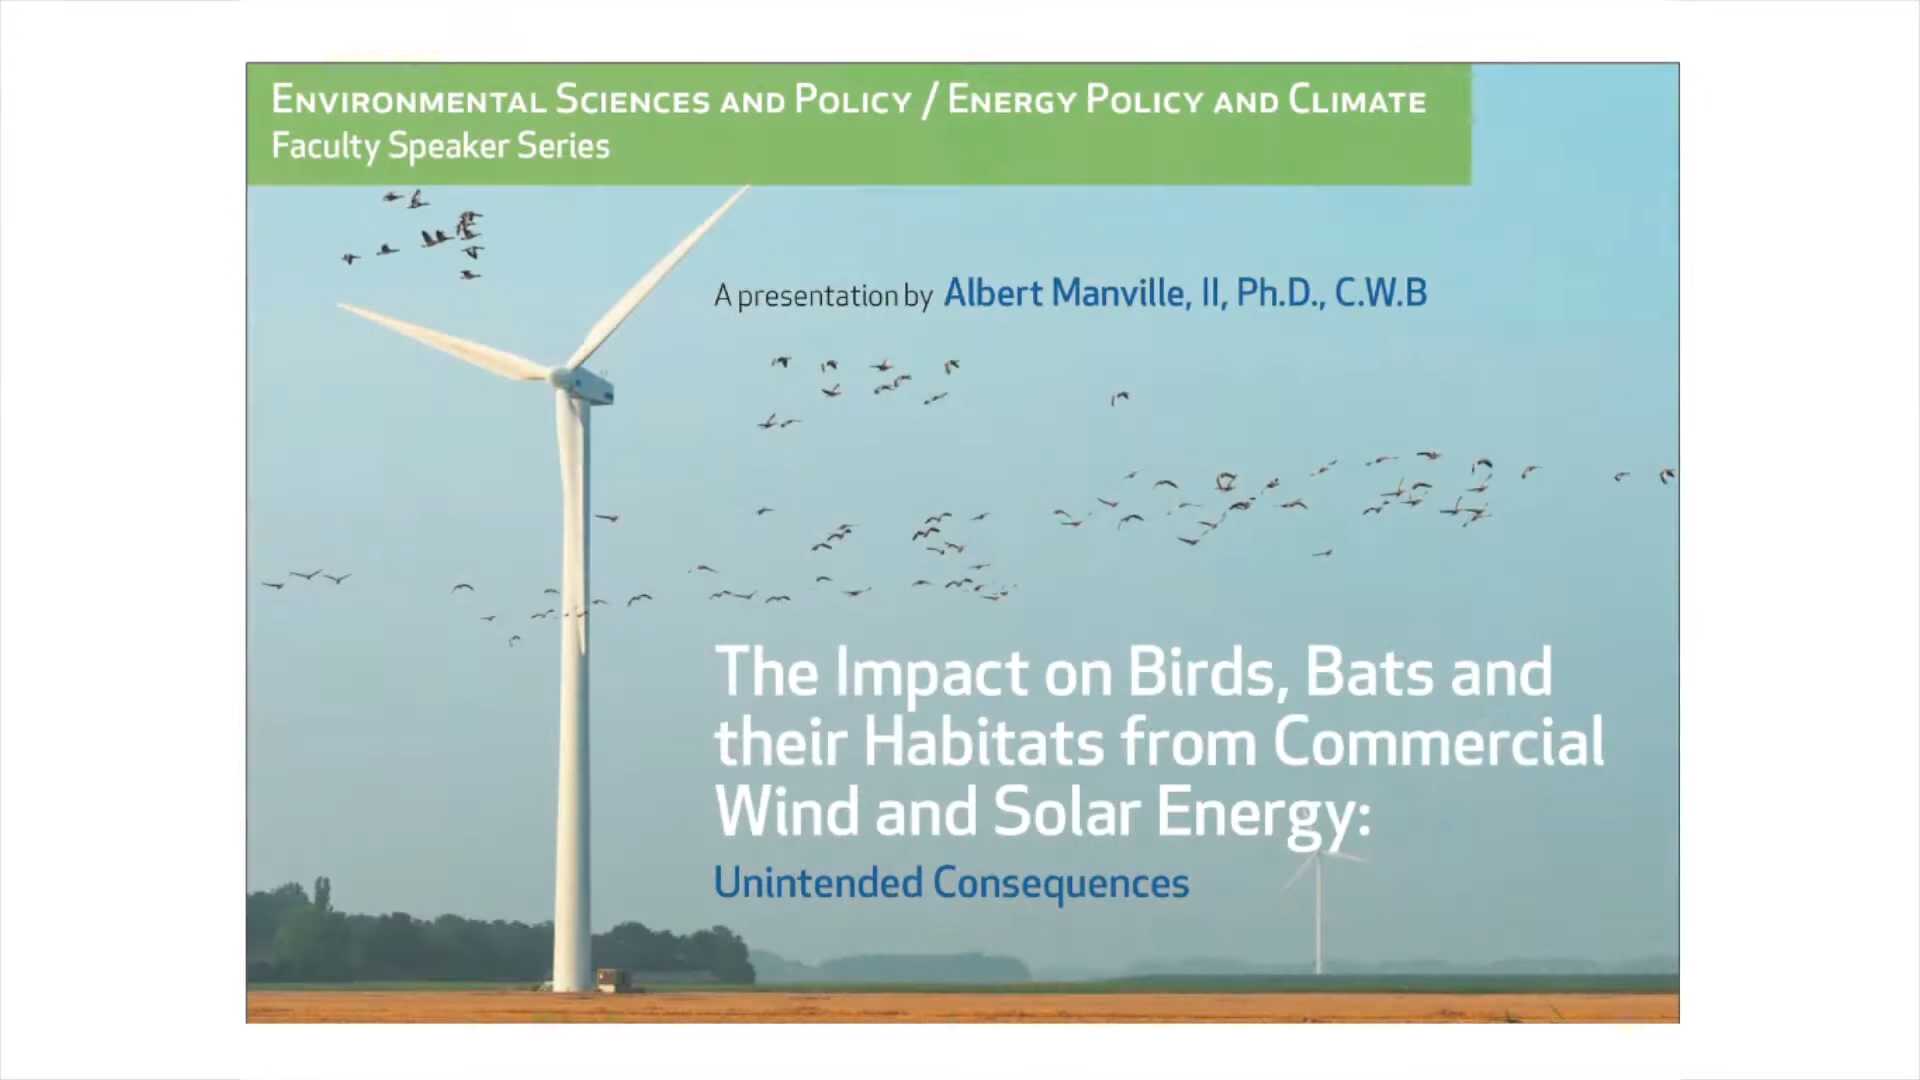 Environmental Sciences and Policy / Energy Policy and Climate
Faculty Speaker Series
A presentation by Albert Manville, II, Ph.D., C.W.B
The Impact on Birds, Bats and
their Habitats from Commercial
Wind and Solar Energy:
Unintended Consequences